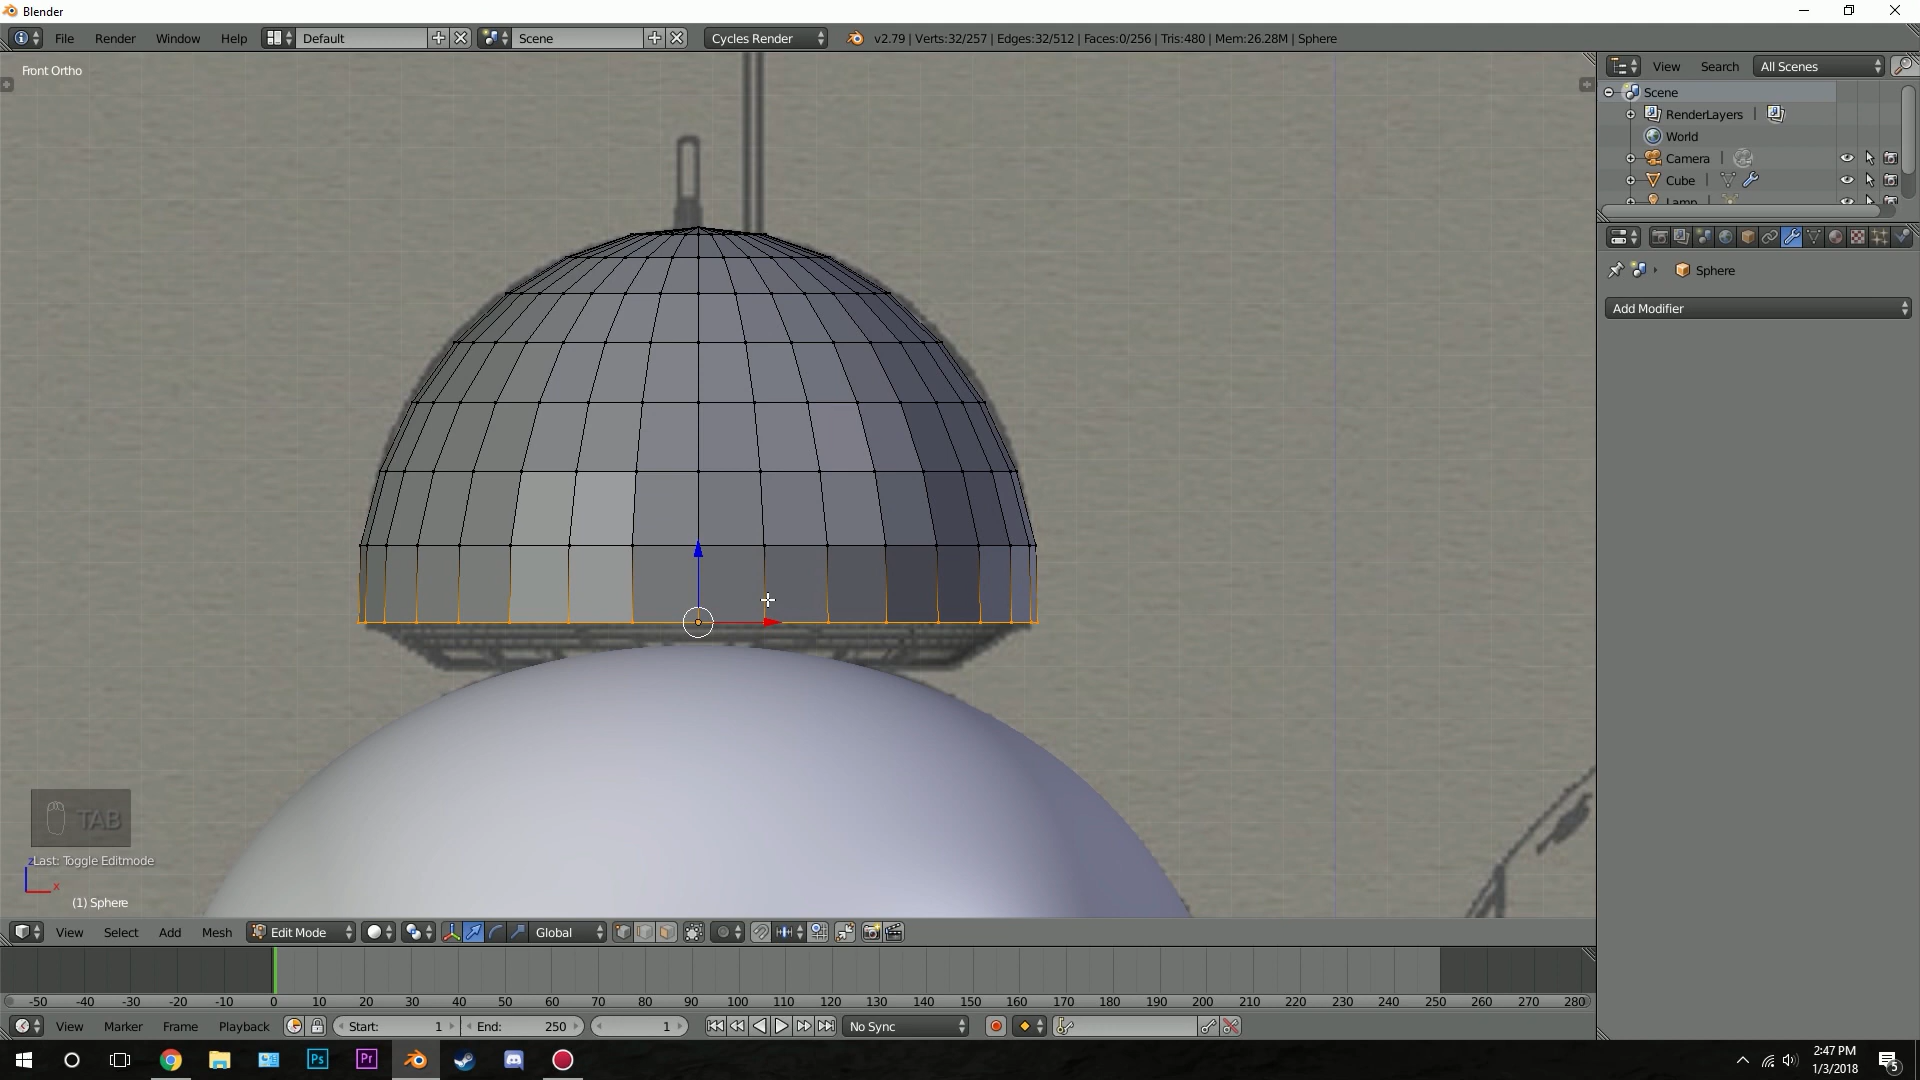 Blender
File Render Window Help Default Scene Cycles Render v2.79 | Verts:32/257 | Edges:32/512 | Faces:0/256 | Tris:480 | Mem:26.28M | Sphere
Front Ortho
View Search All Scenes
Scene
RenderLayers
World
Camera
Cube
Lamp
Sphere
Add Modifier
TAB
Last: Toggle Editmode
z
x
(1) Sphere
View Select Add Mesh Edit Mode Global
-50 -40 -30 -20 -10 0 10 20 30 40 50 60 70 80 90 100 110 120 130 140 150 160 170 180 190 200 210 220 230 240 250 260 270 280
View Marker Frame Playback Start: 1 End: 250 1 No Sync
Ps Pr
2:47 PM
1/3/2018
5